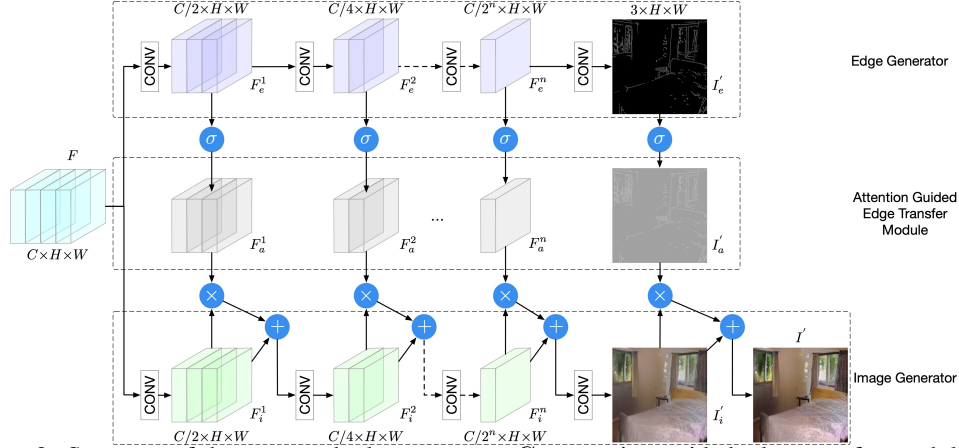 C/2×H×W
C/4×H×W
C/2ⁿ×H×W
3×H×W
CONV
CONV
CONV
CONV
Edge Generator
F_e^1
F_e^2
F_e^n
I_e^'
σ
σ
σ
σ
F
C×H×W
F_a^1
F_a^2
...
F_a^n
I_a^'
Attention Guided
Edge Transfer
Module
×
×
×
×
+
+
+
+
I^'
CONV
CONV
CONV
CONV
F_i^1
F_i^2
F_i^n
I_i^'
Image Generator
C/2×H×W
C/4×H×W
C/2ⁿ×H×W